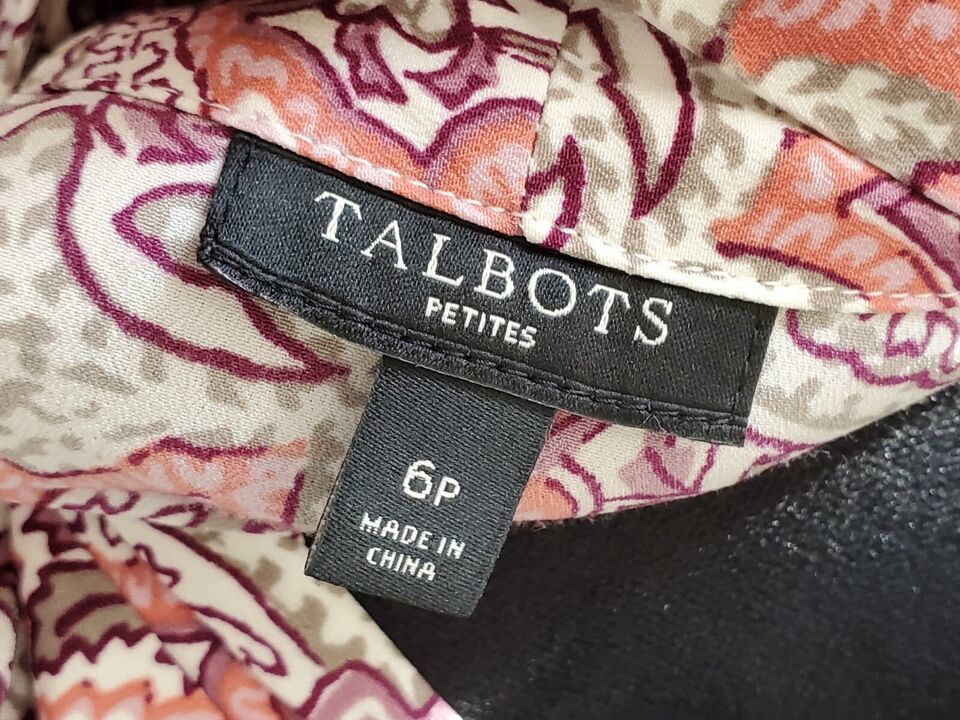 TALBOTS
PETITES
6P
MADE IN
CHINA